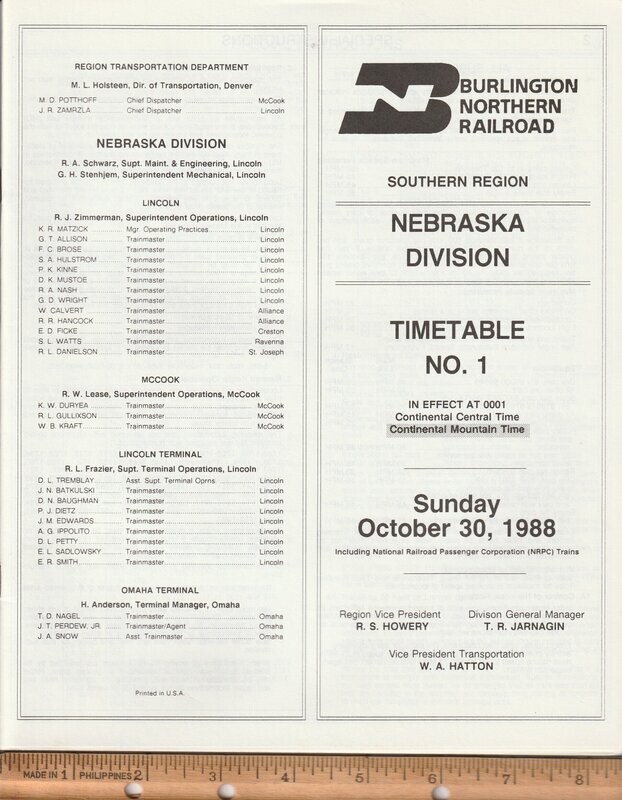 REGION TRANSPORTATION DEPARTMENT
M. L. Holsteen, Dir. of Transportation, Denver
M. D. POTTHOFF Chief Dispatcher McCook
J. R. ZAMRZLA Chief Dispatcher Lincoln
NEBRASKA DIVISION
R. A. Schwarz, Supt. Maint. & Engineering, Lincoln
G. H. Stenhjem, Superintendent Mechanical, Lincoln
LINCOLN
R. J. Zimmerman, Superintendent Operations, Lincoln
K. R. MATZICK Mgr. Operating Practices Lincoln
G. T. ALLISON Trainmaster Lincoln
F. C. BROSE Trainmaster Lincoln
S. A. HULSTROM Trainmaster Lincoln
P. K. KINNE Trainmaster Lincoln
D. K. MUSTOE Trainmaster Lincoln
R. A. NASH Trainmaster Lincoln
G. D. WRIGHT Trainmaster Lincoln
W. CALVERT Trainmaster Alliance
R. R. HANCOCK Trainmaster Alliance
E. D. FICKE Trainmaster Creston
S. L. WATTS Trainmaster Ravenna
R. L. DANIELSON Trainmaster St. Joseph
MCCOOK
R. W. Lease, Superintendent Operations, McCook
K. W. DURYEA Trainmaster McCook
R. L. GULLIXSON Trainmaster McCook
W. B. KRAFT Trainmaster McCook
LINCOLN TERMINAL
R. L. Frazier, Supt. Terminal Operations, Lincoln
D. L. TREMBLAY Asst. Supt. Terminal Oprns. Lincoln
J. N. BATKULSKI Trainmaster Lincoln
D. N. BAUGHMAN Trainmaster Lincoln
P. J. DIETZ Trainmaster Lincoln
J. M. EDWARDS Trainmaster Lincoln
A. G. IPPOLITO Trainmaster Lincoln
D. L. PETTY Trainmaster Lincoln
E. L. SADLOWSKY Trainmaster Lincoln
E. R. SMITH Trainmaster Lincoln
OMAHA TERMINAL
H. Anderson, Terminal Manager, Omaha
T. D. NAGEL Trainmaster Omaha
J. T. PERDEW, JR. Trainmaster/Agent Omaha
J. A. SNOW Asst. Trainmaster Omaha
Printed in U.S.A.
BURLINGTON
NORTHERN
RAILROAD
SOUTHERN REGION
NEBRASKA
DIVISION
TIMETABLE
NO. 1
IN EFFECT AT 0001
Continental Central Time
Continental Mountain Time
Sunday
October 30, 1988
Including National Railroad Passenger Corporation (NRPC) Trains
Region Vice President
R. S. HOWERY
Divison General Manager
T. R. JARNAGIN
Vice President Transportation
W. A. HATTON
MADE IN 1 PHILIPPINES 2 3 4 5 6 7 8